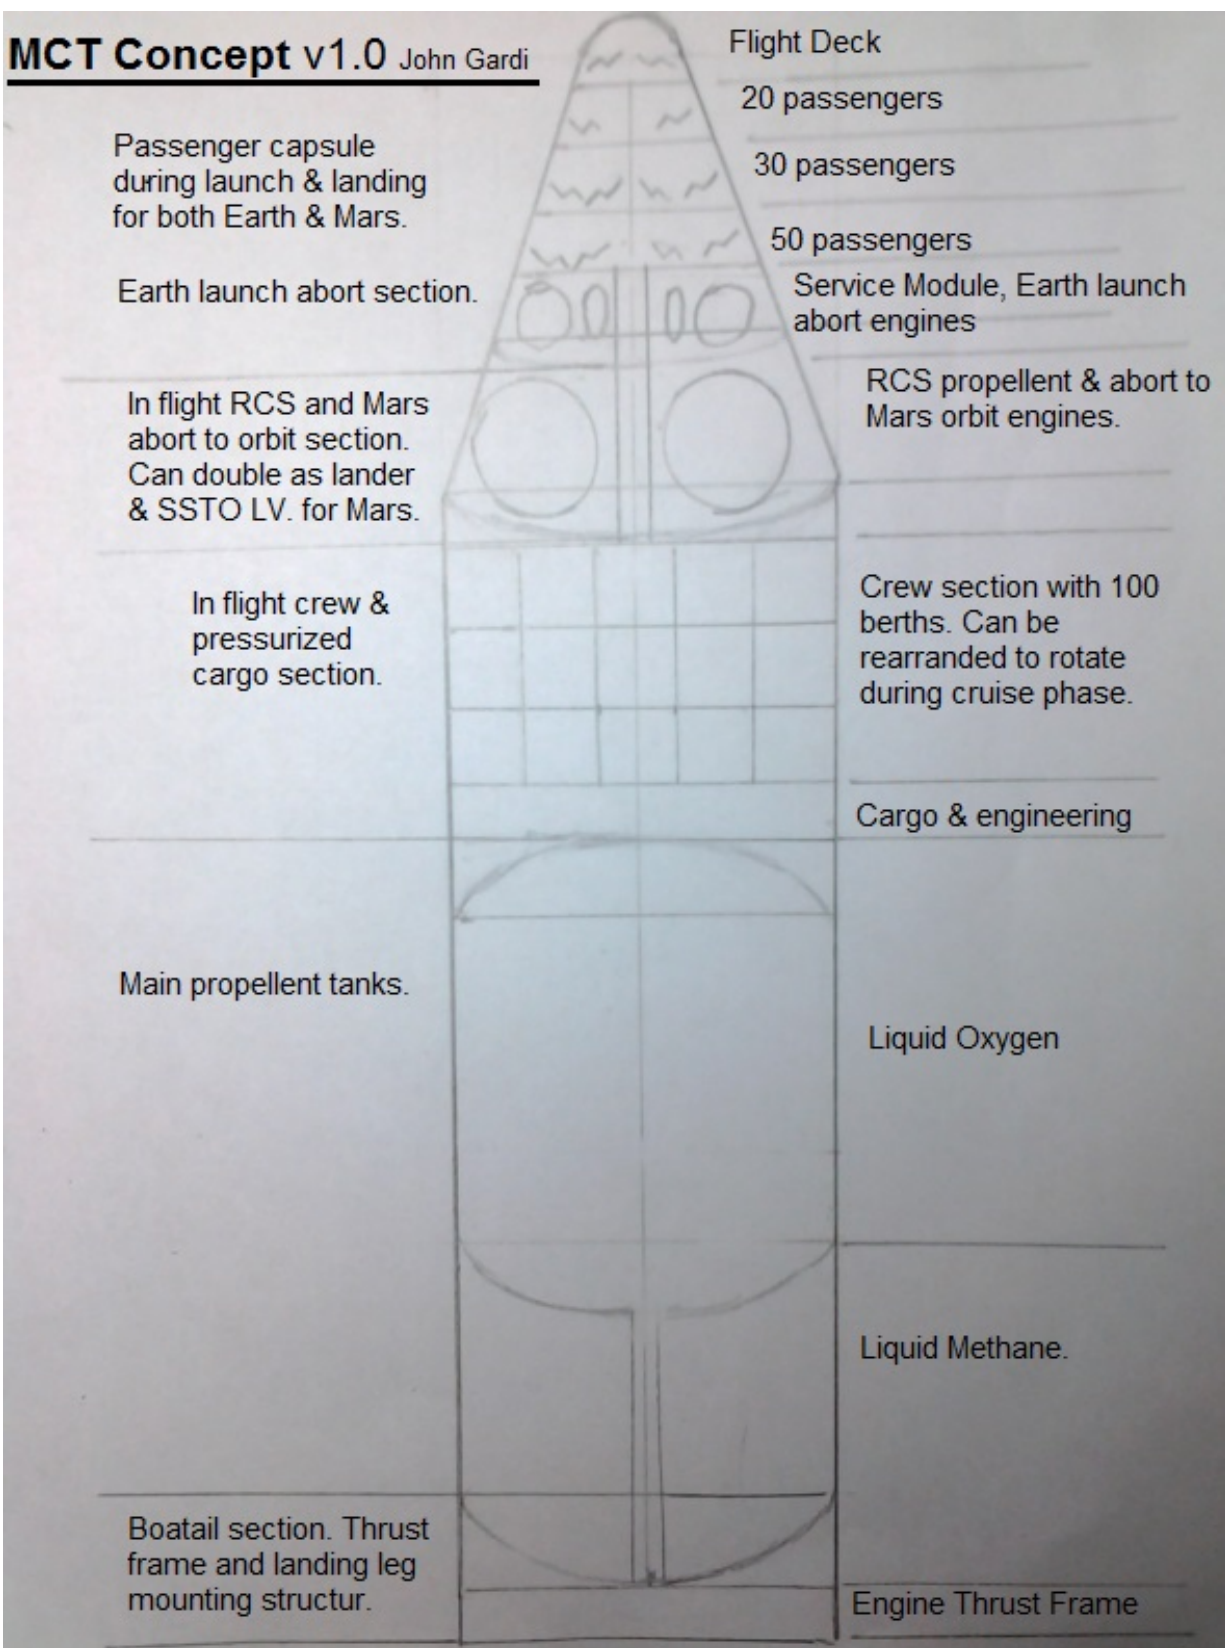 MCT Concept v1.0 John Gardi
Flight Deck
20 passengers
Passenger capsule
during launch & landing
for both Earth & Mars.
30 passengers
50 passengers
Earth launch abort section.
Service Module, Earth launch
abort engines
In flight RCS and Mars
abort to orbit section.
Can double as lander
& SSTO LV. for Mars.
RCS propellent & abort to
Mars orbit engines.
In flight crew &
pressurized
cargo section.
Crew section with 100
berths. Can be
rearranded to rotate
during cruise phase.
Cargo & engineering
Main propellent tanks.
Liquid Oxygen
Liquid Methane.
Boatail section. Thrust
frame and landing leg
mounting structur.
Engine Thrust Frame